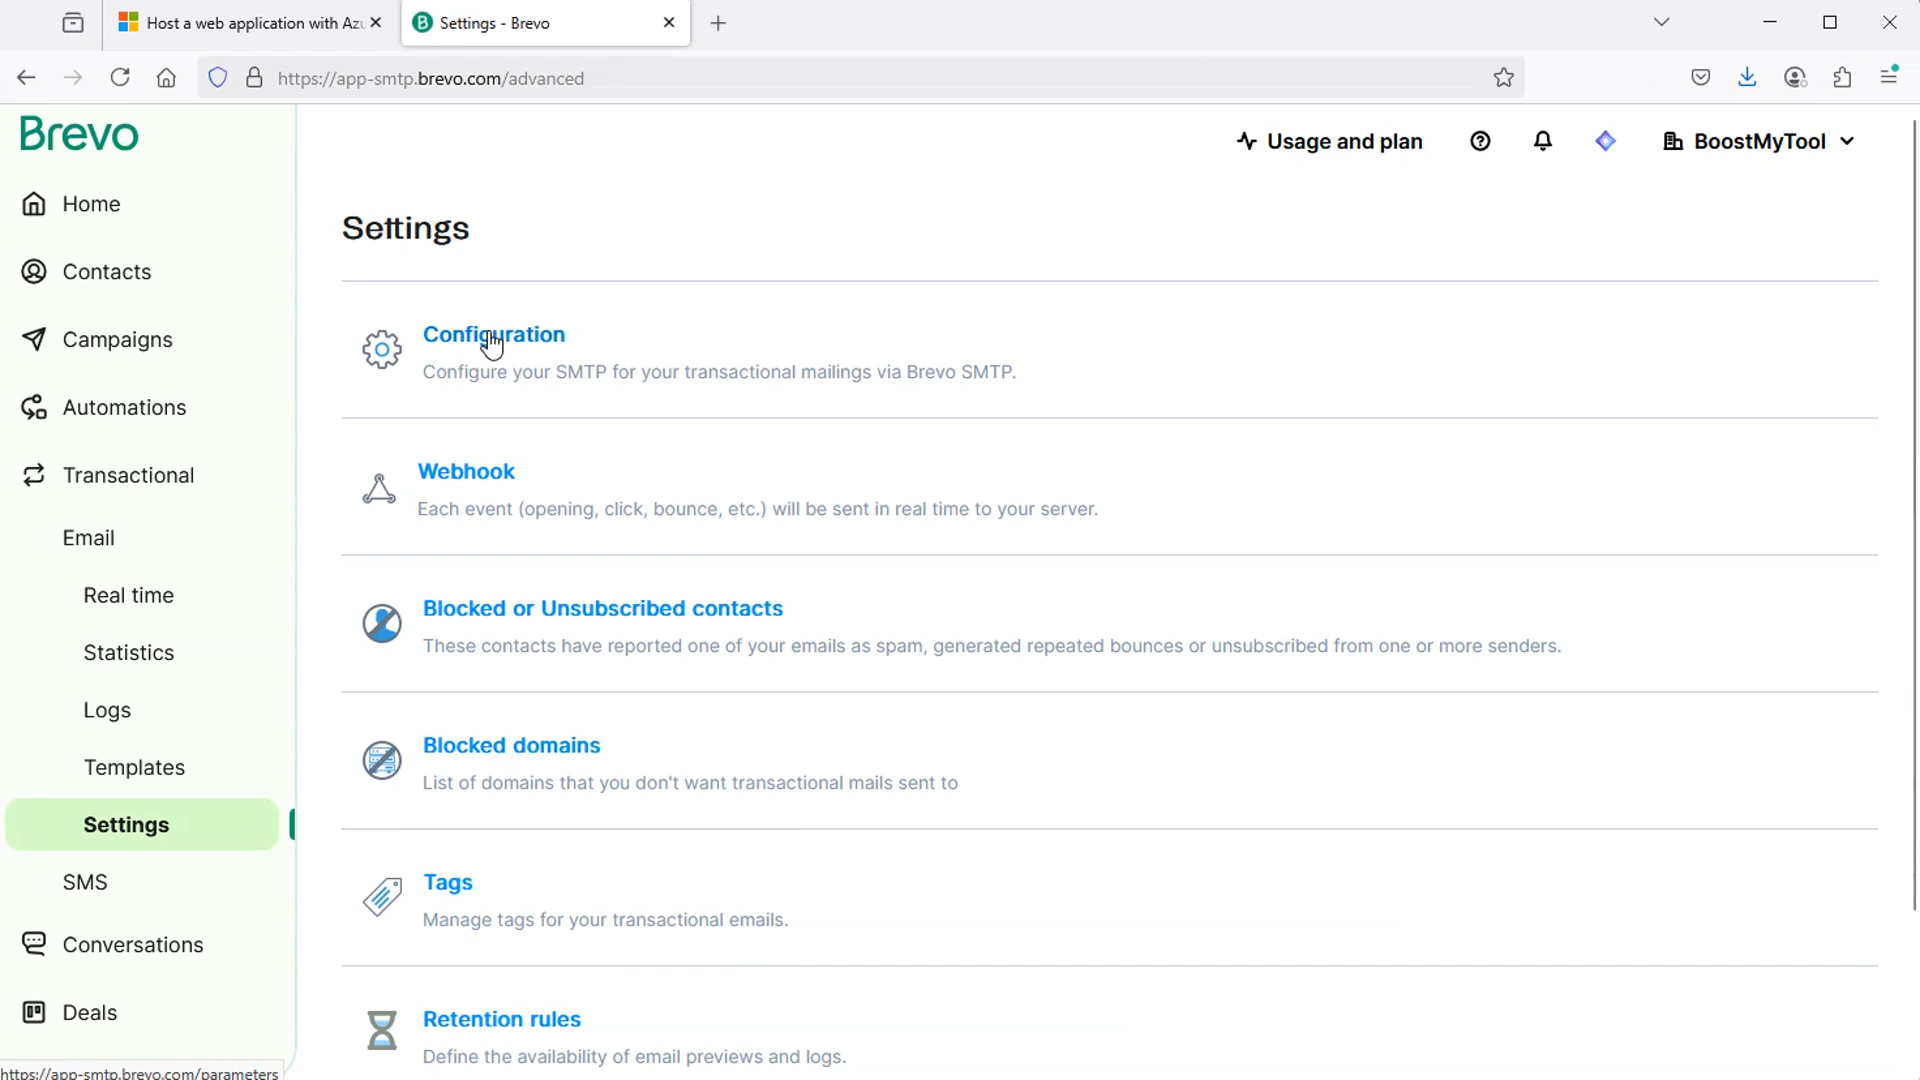 Host a web application with Azu
Settings - Brevo
https://app-smtp.brevo.com/advanced
Brevo
Usage and plan
BoostMyTool
Home
Contacts
Campaigns
Automations
Transactional
Email
Real time
Statistics
Logs
Templates
Settings
SMS
Conversations
Deals
Settings
Configuration
Configure your SMTP for your transactional mailings via Brevo SMTP.
Webhook
Each event (opening, click, bounce, etc.) will be sent in real time to your server.
Blocked or Unsubscribed contacts
These contacts have reported one of your emails as spam, generated repeated bounces or unsubscribed from one or more senders.
Blocked domains
List of domains that you don't want transactional mails sent to
Tags
Manage tags for your transactional emails.
Retention rules
Define the availability of email previews and logs.
https://app-smtp.brevo.com/parameters